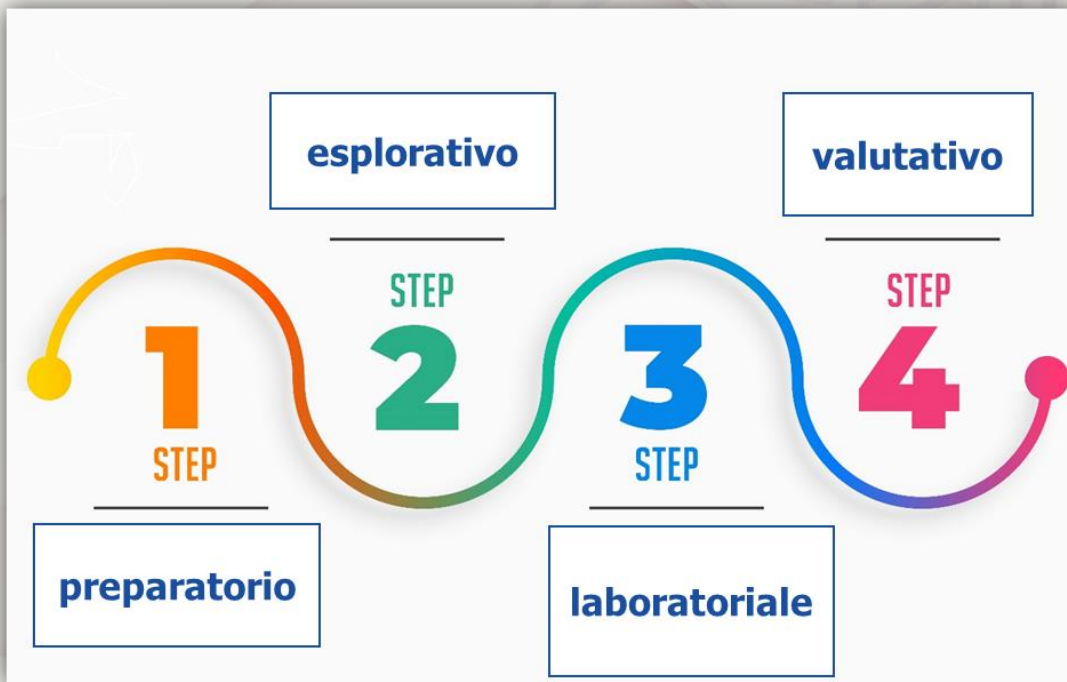 1
STEP
preparatorio
esplorativo
STEP
2
3
STEP
laboratoriale
valutativo
STEP
4